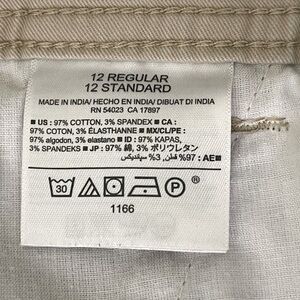 12 REGULAR
12 STANDARD
MADE IN INDIA/ HECHO EN INDIA/ DIBUAT DI INDIA
RN 54023 CA 17897
■ US : 97% COTTON, 3% SPANDEX ■ CA :
97% COTON, 3% ÉLASTHANNE ■ MX/CL/PE :
97% algodon, 3% elastano ■ ID : 97% KAPAS,
3% SPANDEKS ■ JP : 97% 綿, 3% ポリウレタン
■ AE : 97% قطن, 3% سپاندیکس
30 P ®
1166